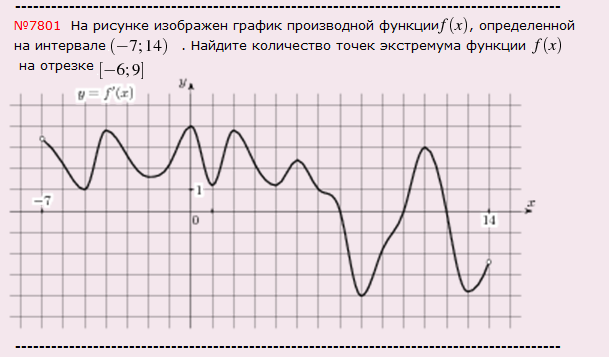 №7801 На рисунке изображен график производной функции f(x), определенной
на интервале (−7;14) . Найдите количество точек экстремума функции f(x)
на отрезке [−6;9]
y
y = f'(x)
1
−7
x
0
14